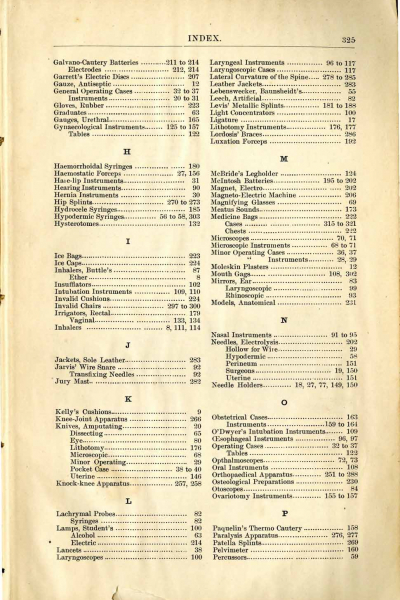 INDEX. 325
Galvano-Cautery Batteries 211 to 214
Electrodes 212, 214
Garrett's Electric Discs 207
Gauze, Antiseptic 12
General Operating Cases 32 to 37
Instruments 20 to 31
Gloves, Rubber 223
Graduates 63
Gauges, Urethral 165
Gynaecological Instruments 125 to 157
Tables 122
H
Haemorrhoidal Syringes 180
Haemostatic Forceps 27, 156
Hare-lip Instruments 31
Hearing Instruments 90
Hernia Instruments 30
Hip Splints 270 to 273
Hydrocele Syringes 185
Hypodermic Syringes 56 to 58, 303
Hysterotomes 132
I
Ice Bags 223
Ice Caps 224
Inhalers, Buttle's 87
Ether 8
Insufflators 102
Intubation Instruments 109, 110
Invalid Cushions 224
Invalid Chairs 297 to 300
Irrigators, Rectal 179
Vaginal 133, 134
Inhalers 8, 111, 114
J
Jackets, Sole Leather 283
Jarvis' Wire Snare 92
Transfixing Needles 92
Jury Mast 282
K
Kelly's Cushions 9
Knee-Joint Apparatus 266
Knives, Amputating 29
Dissecting 65
Eye 80
Lithotomy 176
Microscopic 68
Minor Operating 29
Pocket Case 38 to 40
Uterine 146
Knock-knee Apparatus 257, 258
L
Lachrymal Probes 82
Syringes 82
Lamps, Student's 100
Alcohol 63
Electric 214
Lancets 38
Laryngoscopes 100
Laryngeal Instruments 96 to 117
Laryngoscopic Cases 117
Lateral Curvature of the Spine 278 to 285
Leather Jackets 283
Lebenswecker, Baunsheidt's 55
Leech, Artificial 82
Levis' Metallic Splints 181 to 188
Light Concentrators 100
Ligature 17
Lithotomy Instruments 176, 177
Lordosis' Braces 286
Luxation Forceps 192
M
McBride's Legholder 124
McIntosh Batteries 195 to 202
Magnet, Electro 202
Magneto-Electric Machine 206
Magnifying Glasses 69
Meatus Sounds 173
Medicine Bags 222
Cases 315 to 321
Chests 222
Microscopes 70, 71
Microscopic Instruments 68 to 71
Minor Operating Cases 36, 37
" Instruments 28, 29
Moleskin Plasters 12
Mouth Gags 108, 302
Mirrors, Ear 83
Laryngoscopic 99
Rhinoscopic 93
Models, Anatomical 231
N
Nasal Instruments 91 to 95
Needles, Electrolysis 202
Hollow for Wire 29
Hypodermic 58
Perineum 151
Surgeons 19, 150
Uterine 151
Needle Holders 18, 27, 77, 149, 150
O
Obstetrical Cases 163
Instruments 159 to 164
O'Dwyer's Intubation Instruments 109
Œsophageal Instruments 96, 97
Operating Cases 32 to 37
Tables 122
Opthalmoscopes 72, 73
Oral Instruments 108
Orthopaedical Apparatus 251 to 288
Osteological Preparations 230
Otoscopes 84
Ovariotomy Instruments 155 to 157
P
Paquelin's Thermo Cautery 158
Paralysis Apparatus 276, 277
Patella Splints 269
Pelvimeter 160
Percussors 59